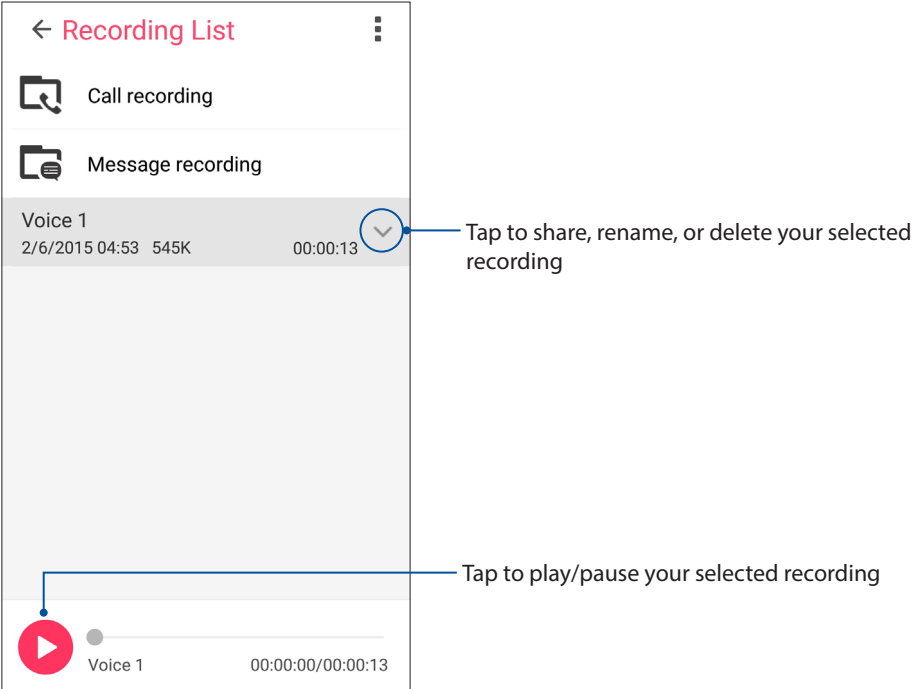 Recording List
Call recording
Message recording
Voice 1
2/6/2015 04:53 545K 00:00:13
Tap to share, rename, or delete your selected
recording
Tap to play/pause your selected recording
Voice 1 00:00:00/00:00:13